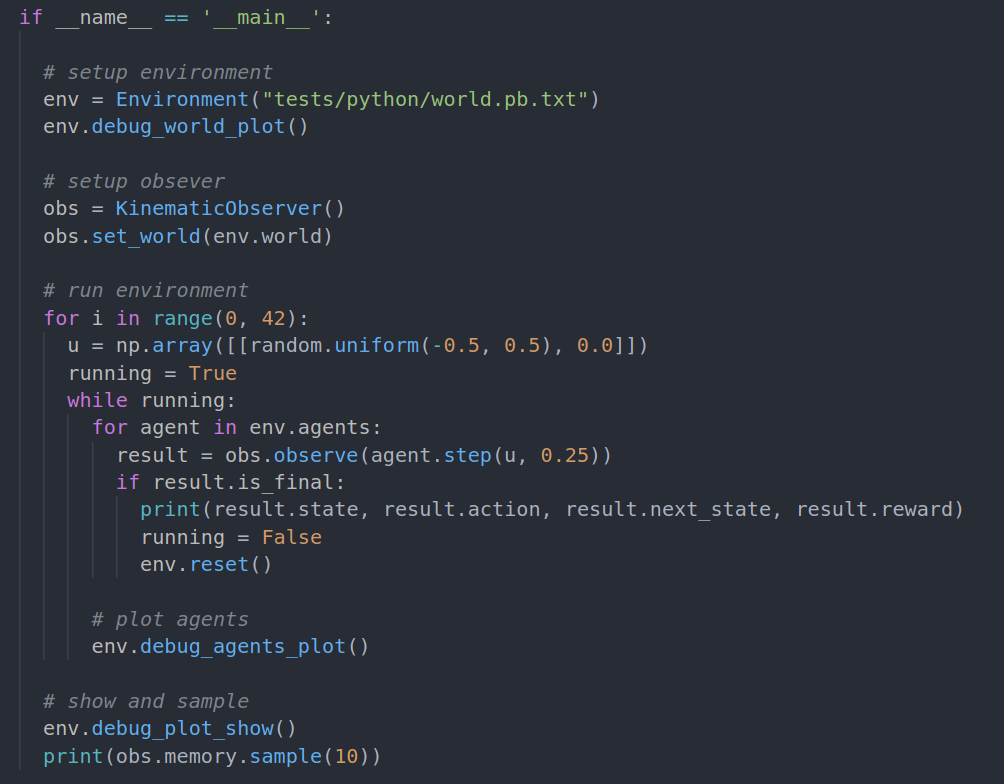 if __name__ == '__main__':
# setup environment
env = Environment("tests/python/world.pb.txt")
env.debug_world_plot()
# setup obsever
obs = KinematicObserver()
obs.set_world(env.world)
# run environment
for i in range(0, 42):
u = np.array([[random.uniform(-0.5, 0.5), 0.0]])
running = True
while running:
for agent in env.agents:
result = obs.observe(agent.step(u, 0.25))
if result.is_final:
print(result.state, result.action, result.next_state, result.reward)
running = False
env.reset()
# plot agents
env.debug_agents_plot()
# show and sample
env.debug_plot_show()
print(obs.memory.sample(10))